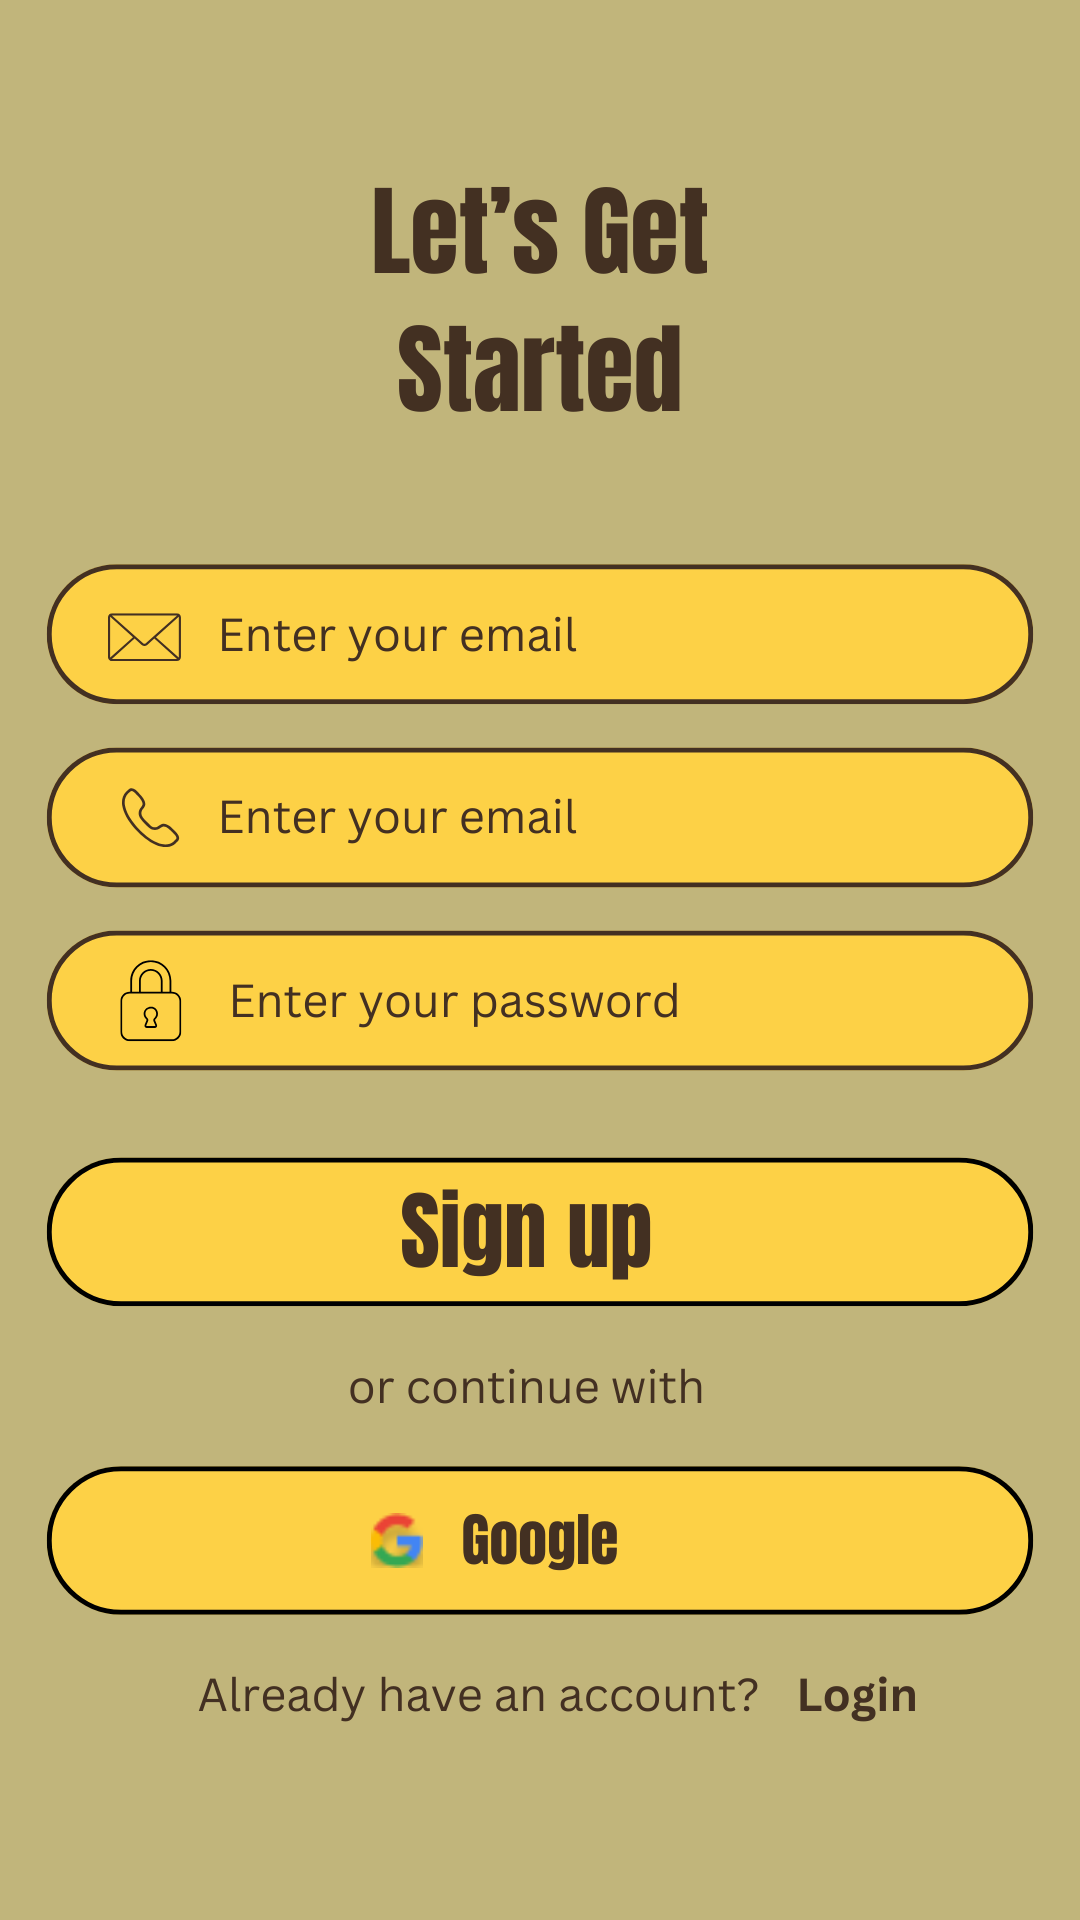 Let’s Get
Started
Enter your email
Enter your email
Enter your password
Sign up
or continue with
Google
Already have an account? Login